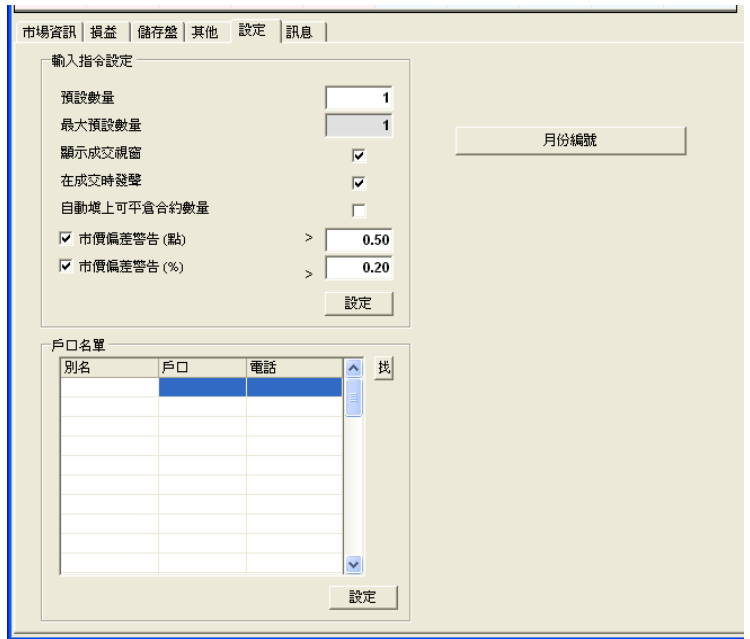 市場資訊 損益 儲存盤 其他 設定 訊息
輸入指令設定
預設數量 1
最大預設數量 1
顯示成交視窗
在成交時發聲
自動填上可平倉合約數量
市價偏差警告 (點) > 0.50
市價偏差警告 (%) > 0.20
設定
月份編號
戶口名單
別名 戶口 電話
找
設定